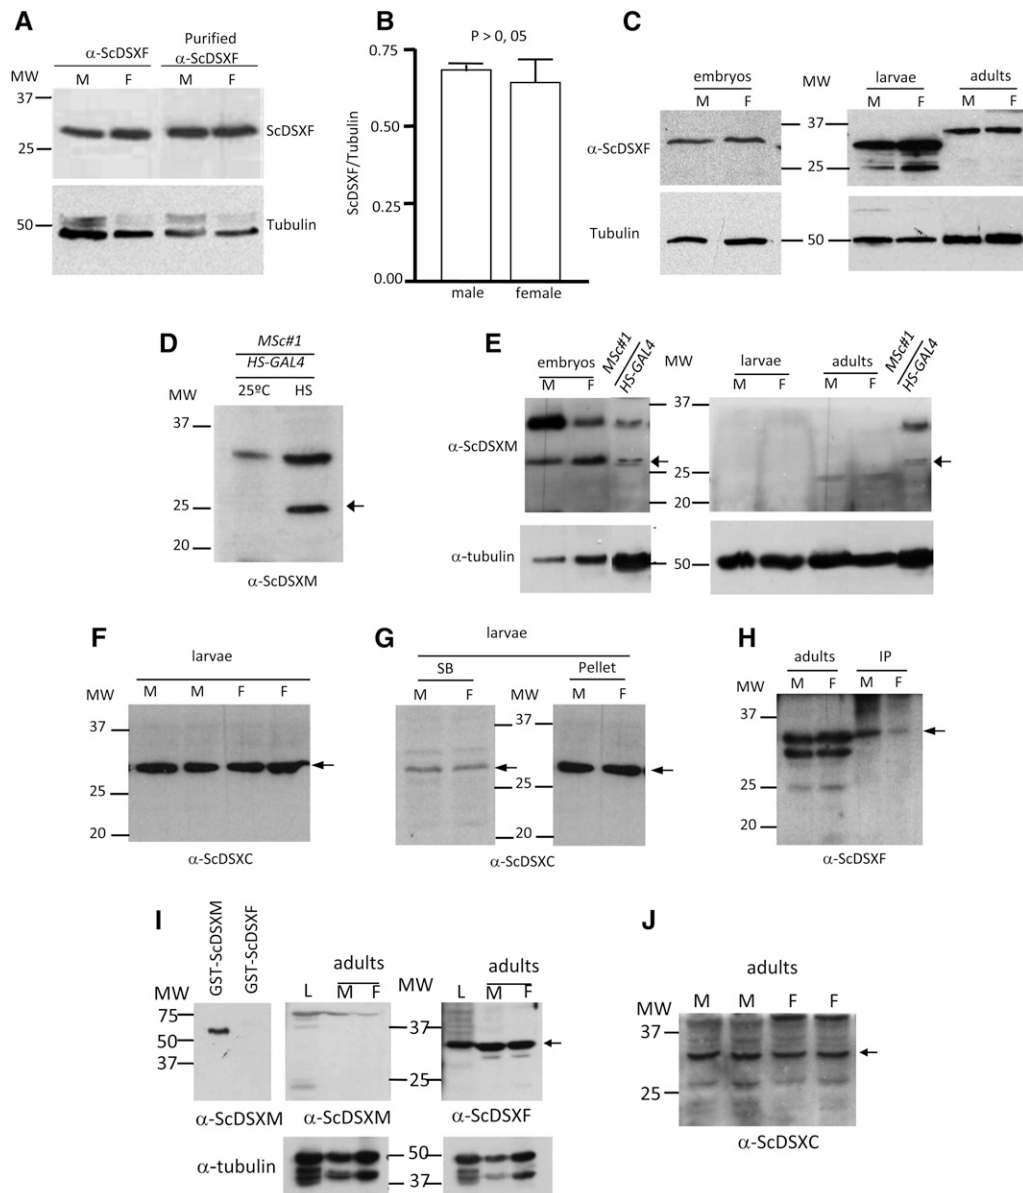 A
α-ScDSXF
Purified
α-ScDSXF
MW
M F M F
37
25
ScDSXF
50
Tubulin
B
P > 0, 05
ScDSXF/Tubulin
0.75
0.50
0.25
0.00
male female
C
embryos MW larvae adults
M F M F M F
α-ScDSXF
37
25
Tubulin
50
D
MSc#1
HS-GAL4
MW
25ºC HS
37
25
20
α-ScDSXM
E
embryos MSc#1 HS-GAL4 MW larvae adults MSc#1 HS-GAL4
M F M F M F
α-ScDSXM
37
25
20
α-tubulin
50
F
larvae
MW
M M F F
37
25
20
α-ScDSXC
G
larvae
SB Pellet
MW
M F MW M F
37
25
20
α-ScDSXC
H
adults IP
MW
M F M F
37
25
20
α-ScDSXF
I
GST-ScDSXM
GST-ScDSXF
MW
75
50
37
α-ScDSXM
adults
L M F
α-ScDSXM
MW
37
25
adults
L M F
α-ScDSXF
α-tubulin
50
37
J
adults
MW
M M F F
37
25
α-ScDSXC